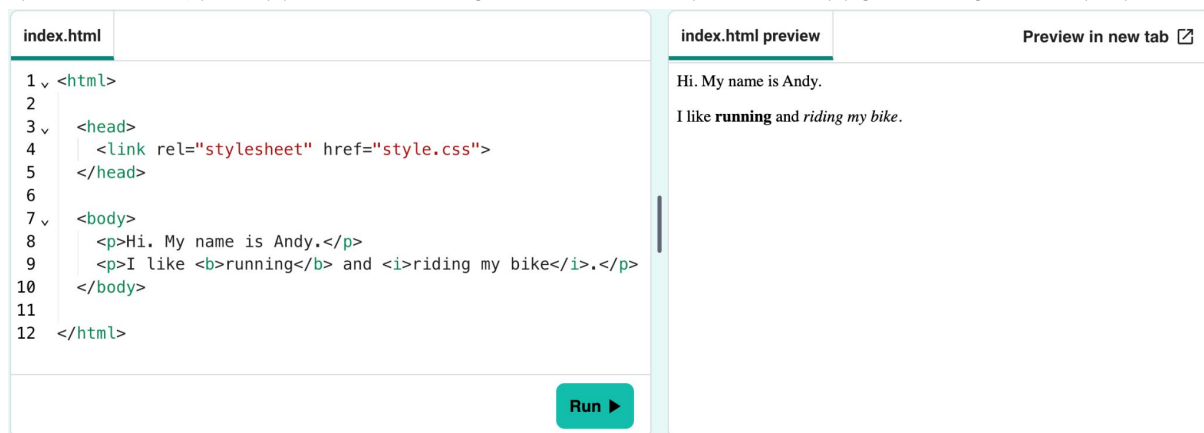 index.html
1 <html>
2
3 <head>
4 <link rel="stylesheet" href="style.css">
5 </head>
6
7 <body>
8 <p>Hi. My name is Andy.</p>
9 <p>I like <b>running</b> and <i>riding my bike</i>.</p>
10 </body>
11
12 </html>
Run
index.html preview
Preview in new tab
Hi. My name is Andy.
I like running and riding my bike.